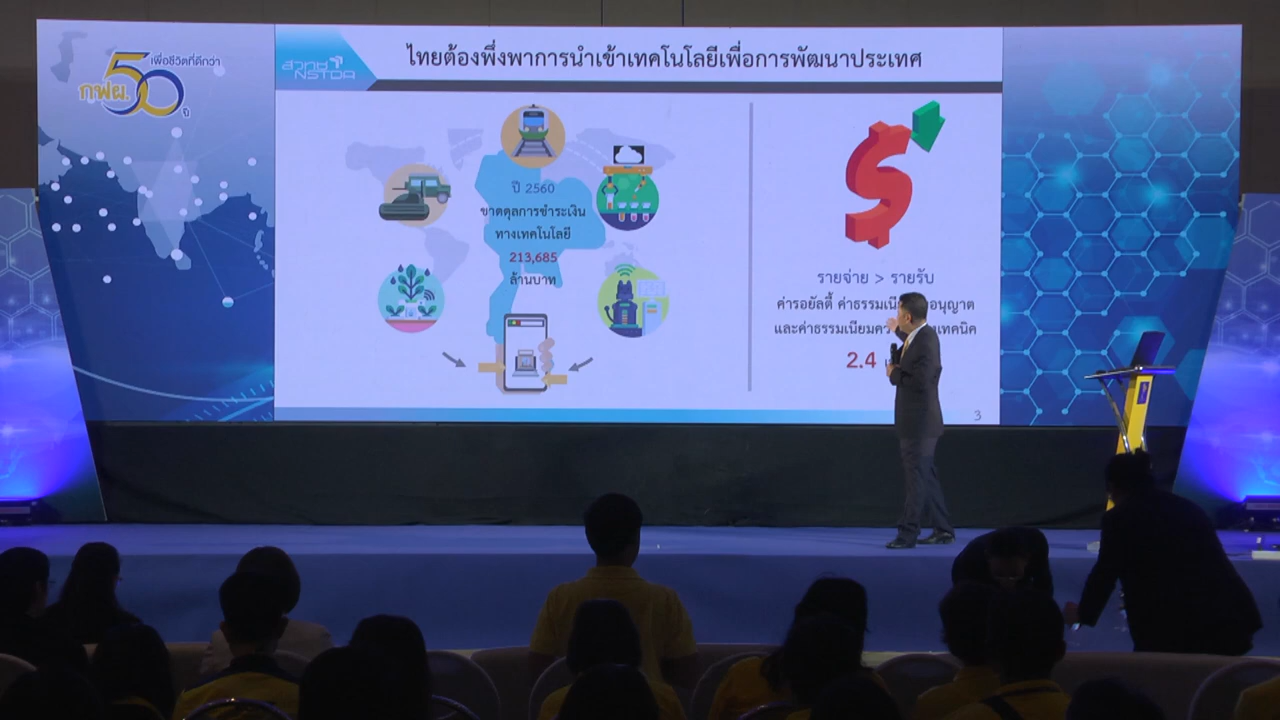 เพื่อชีวิตที่ดีกว่า
กฟผ. 50 ปี
สวทช
NSTDA
ไทยต้องพึ่งพาการนำเข้าเทคโนโลยีเพื่อการพัฒนาประเทศ
ปี 2560
ขาดดุลการชำระเงิน
ทางเทคโนโลยี
213,685
ล้านบาท
รายจ่าย > รายรับ
ค่ารอยัลตี้ ค่าธรรมเนียม อนุญาต
และค่าธรรมเนียม เทคนิค
2.4
3